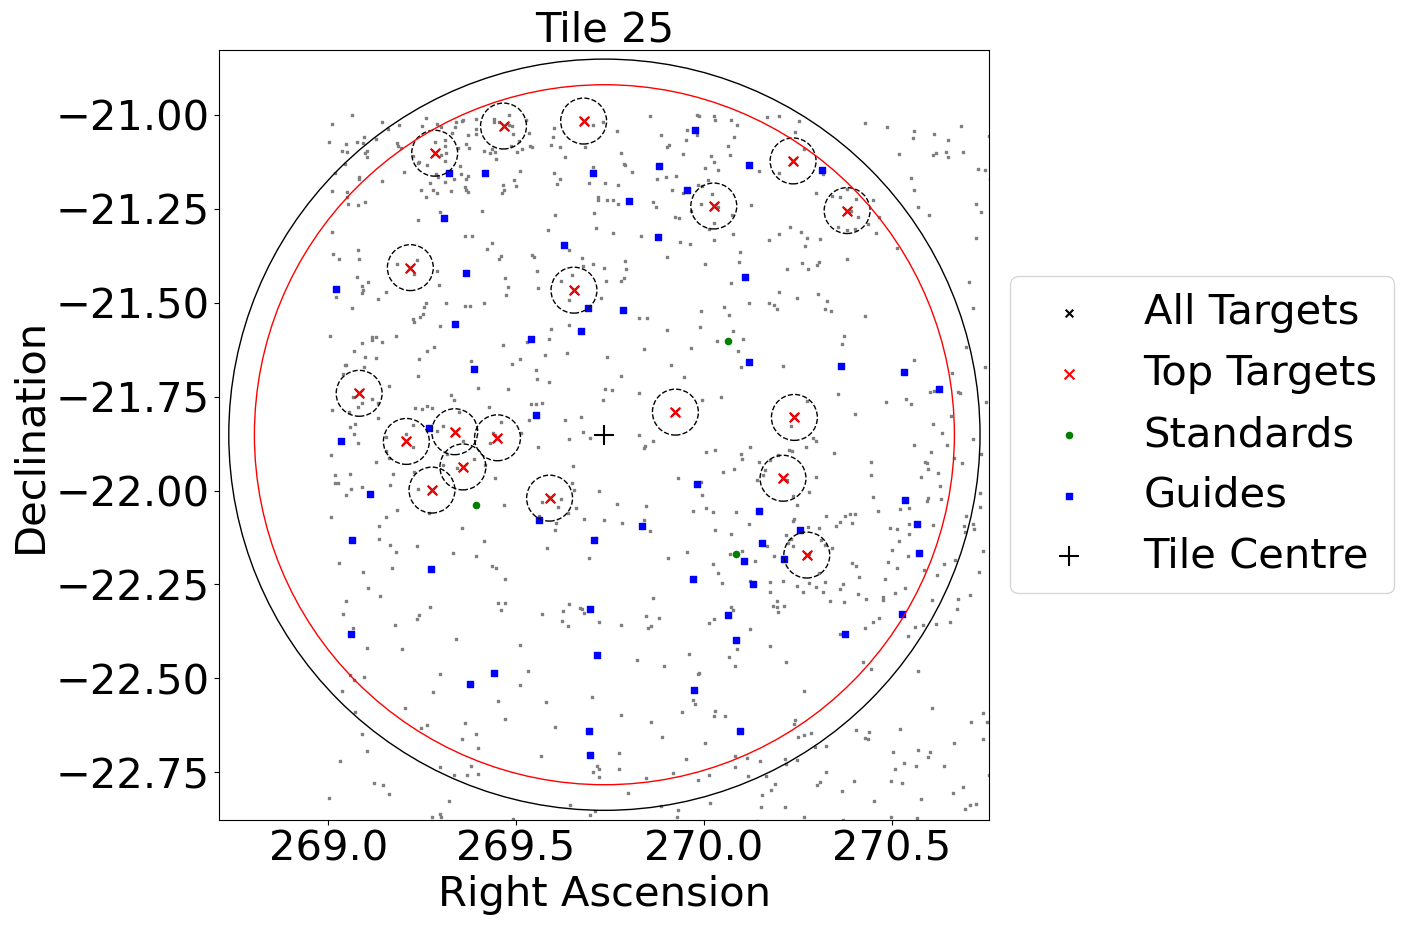 Tile 25
−21.00
−21.25
−21.50
−21.75
−22.00
−22.25
−22.50
−22.75
Declination
269.0 269.5 270.0 270.5
Right Ascension
All Targets
Top Targets
Standards
Guides
Tile Centre